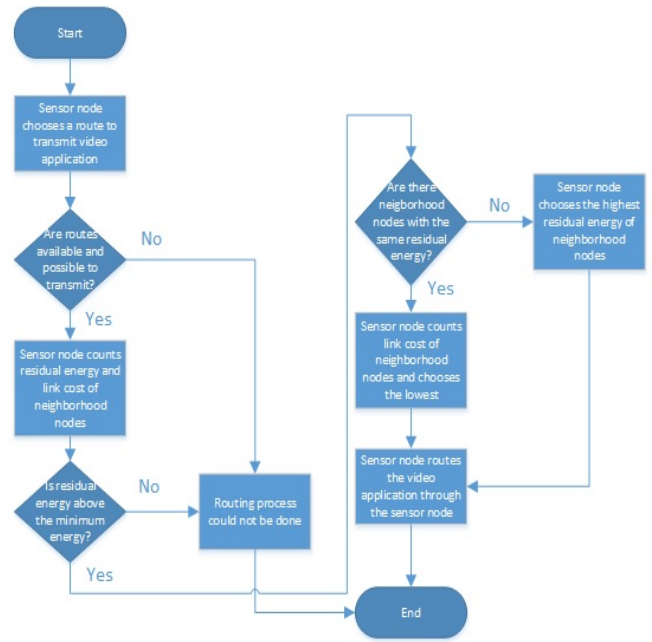 Start
Sensor node
chooses a route to
transmit video
application
Are routes
available and
possible to
transmit?
No
Yes
Sensor node counts
residual energy and
link cost of
neighborhood
nodes
Is residual
energy above
the minimum
energy?
No
Yes
Routing process
could not be done
Are there
neigborhood
nodes with the
same residual
energy?
No
Yes
Sensor node
chooses the highest
residual energy of
neighborhood
nodes
Sensor node counts
link cost of
neighborhood
nodes and chooses
the lowest
Sensor node routes
the video
application through
the sensor node
End